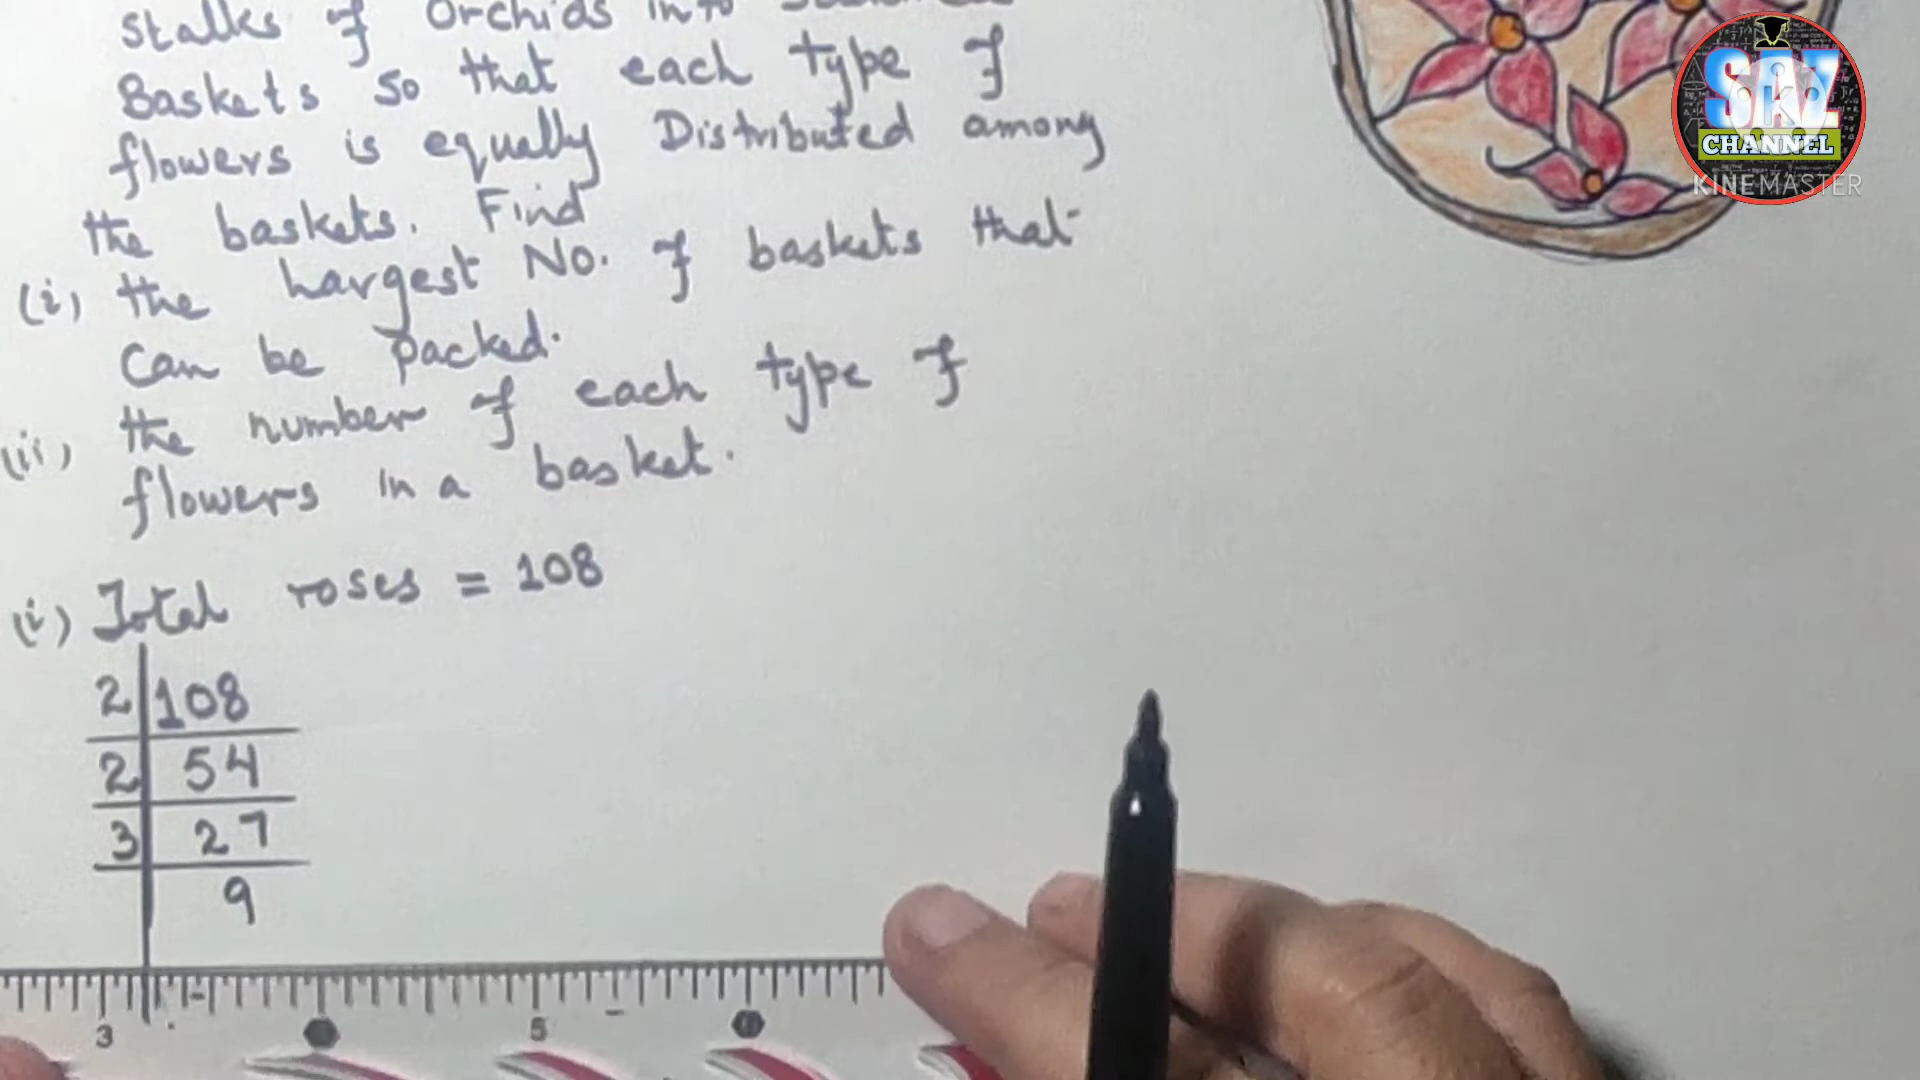 Stalks of Orchids into
Baskets so that each type of
flowers is equally Distributed among
the baskets. Find
(i) the largest No. of baskets that
can be packed.
(ii) the number of each type of
flowers in a basket.
(i) Total roses = 108
2 108
2 54
3 27
9
3 5
SAZ
CHANNEL
KINEMASTER